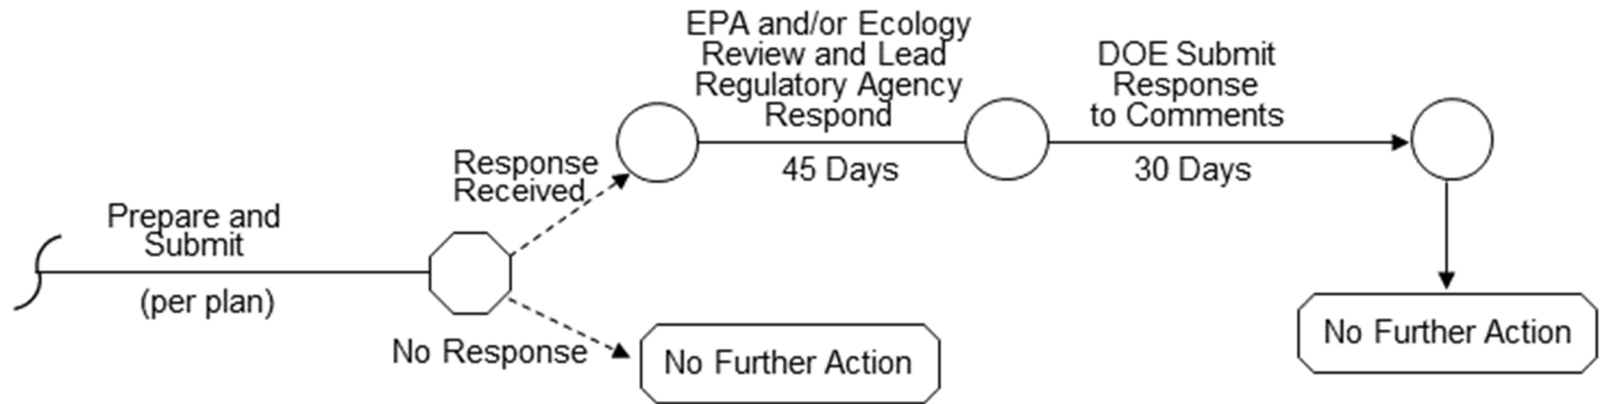 Prepare and
Submit
(per plan)
Response
Received
No Response
No Further Action
EPA and/or Ecology
Review and Lead
Regulatory Agency
Respond
45 Days
DOE Submit
Response
to Comments
30 Days
No Further Action